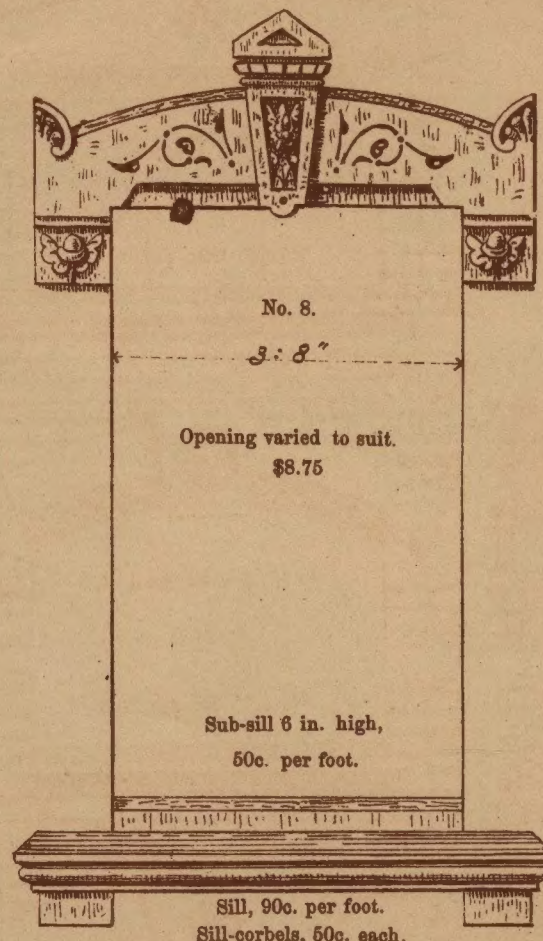 No. 8.
3: 8"
Opening varied to suit.
$8.75
Sub-sill 6 in. high,
50c. per foot.
Sill, 90c. per foot.
Sill-corbels, 50c. each.